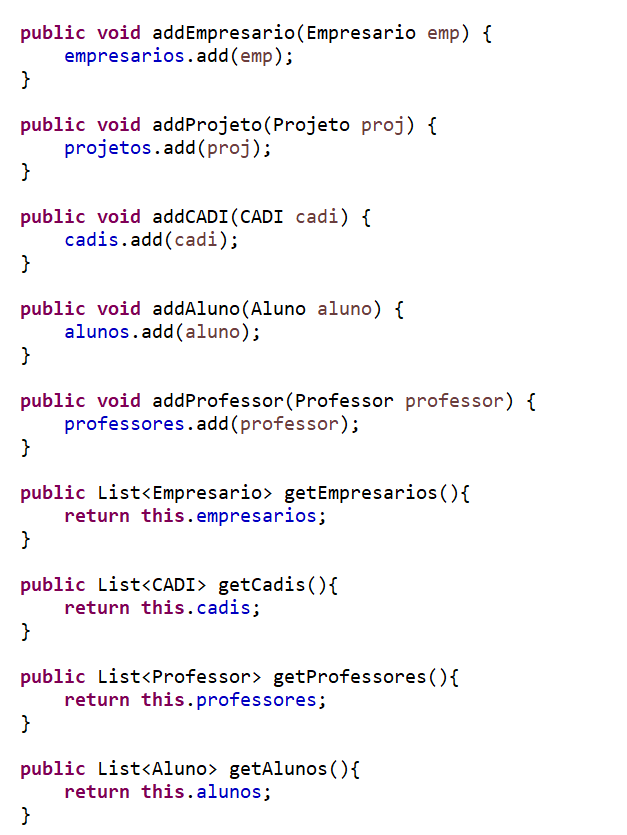 public void addEmpresario(Empresario emp) {
    empresarios.add(emp);
}

public void addProjeto(Projeto proj) {
    projetos.add(proj);
}

public void addCADI(CADI cadi) {
    cadis.add(cadi);
}

public void addAluno(Aluno aluno) {
    alunos.add(aluno);
}

public void addProfessor(Professor professor) {
    professores.add(professor);
}

public List<Empresario> getEmpresarios(){
    return this.empresarios;
}

public List<CADI> getCadis(){
    return this.cadis;
}

public List<Professor> getProfessores(){
    return this.professores;
}

public List<Aluno> getAlunos(){
    return this.alunos;
}